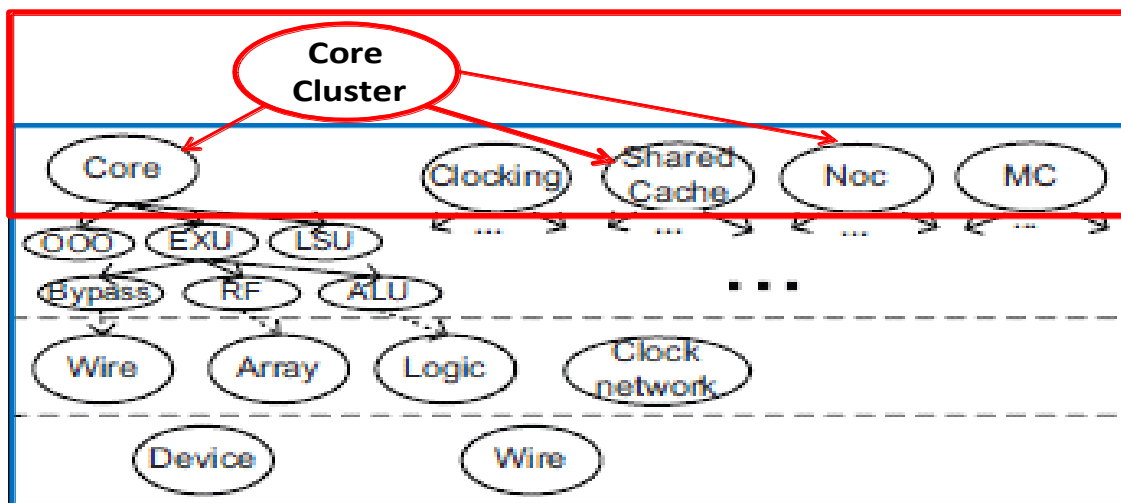 Core
Cluster
Core
Clocking
Shared
Cache
Noc
MC
OOO
EXU
LSU
...
...
...
...
Bypass
RF
ALU
...
Wire
Array
Logic
Clock
network
Device
Wire